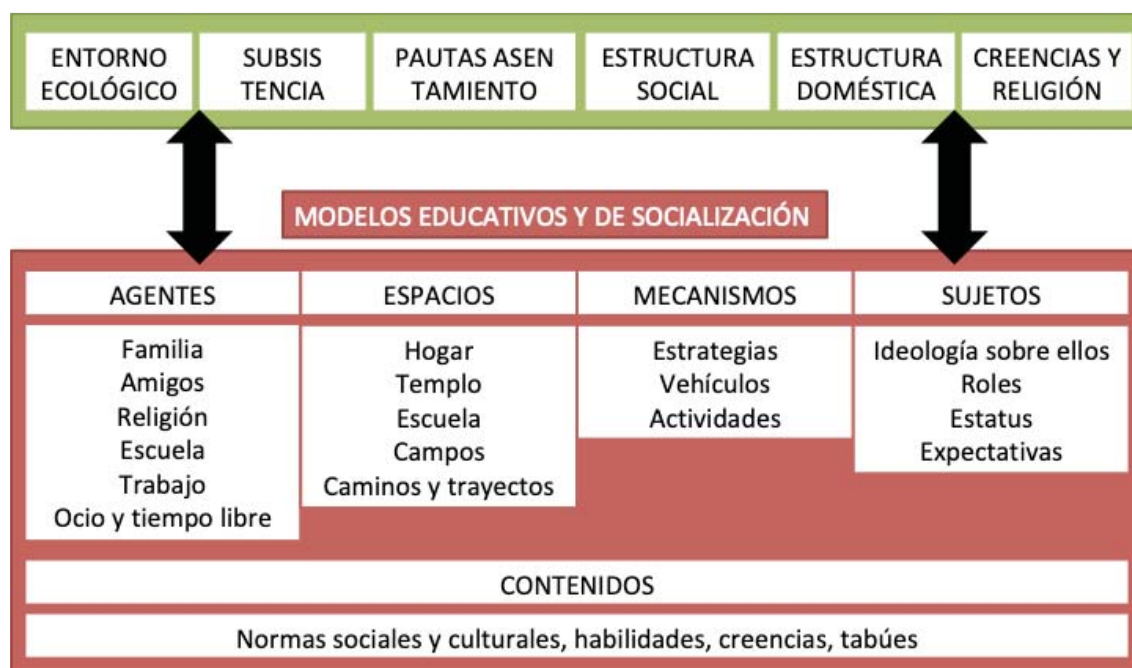 ENTORNO
ECOLÓGICO
SUBSIS
TENCIA
PAUTAS ASEN
TAMIENTO
ESTRUCTURA
SOCIAL
ESTRUCTURA
DOMÉSTICA
CREENCIAS Y
RELIGIÓN
MODELOS EDUCATIVOS Y DE SOCIALIZACIÓN
AGENTES
Familia
Amigos
Religión
Escuela
Trabajo
Ocio y tiempo libre
ESPACIOS
Hogar
Templo
Escuela
Campos
Caminos y trayectos
MECANISMOS
Estrategias
Vehículos
Actividades
SUJETOS
Ideología sobre ellos
Roles
Estatus
Expectativas
CONTENIDOS
Normas sociales y culturales, habilidades, creencias, tabúes